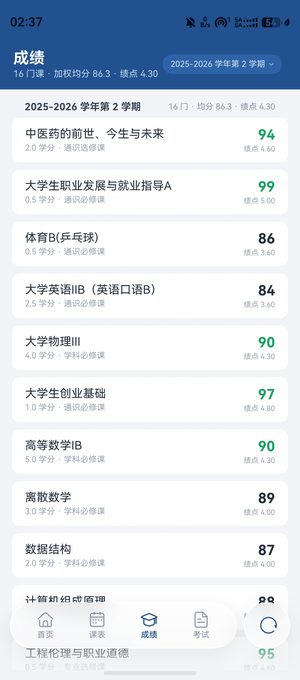 02:37
成绩
16 门课 · 加权均分 86.3 · 绩点 4.30
2025-2026 学年第 2 学期
2025-2026 学年第 2 学期
16 门 · 均分 86.3 · 绩点 4.30
中医药的前世、今生与未来
94
2.0 学分 · 通识选修课
绩点 4.60
大学生职业发展与就业指导A
99
0.5 学分 · 通识必修课
绩点 5.00
体育B(乒乓球)
86
0.5 学分 · 通识必修课
绩点 3.60
大学英语IIB（英语口语B）
84
2.5 学分 · 通识必修课
绩点 3.60
大学物理III
90
4.0 学分 · 学科必修课
绩点 4.30
大学生创业基础
97
1.0 学分 · 通识必修课
绩点 4.80
高等数学IB
90
5.0 学分 · 学科必修课
绩点 4.30
离散数学
89
3.0 学分 · 学科必修课
绩点 4.00
数据结构
87
2.0 学分 · 学科必修课
绩点 4.00
计算机组成原理
88
首页
课表
成绩
考试
工程伦理与职业道德
95
0.5 学分 · 专业选修课
绩点 4.60